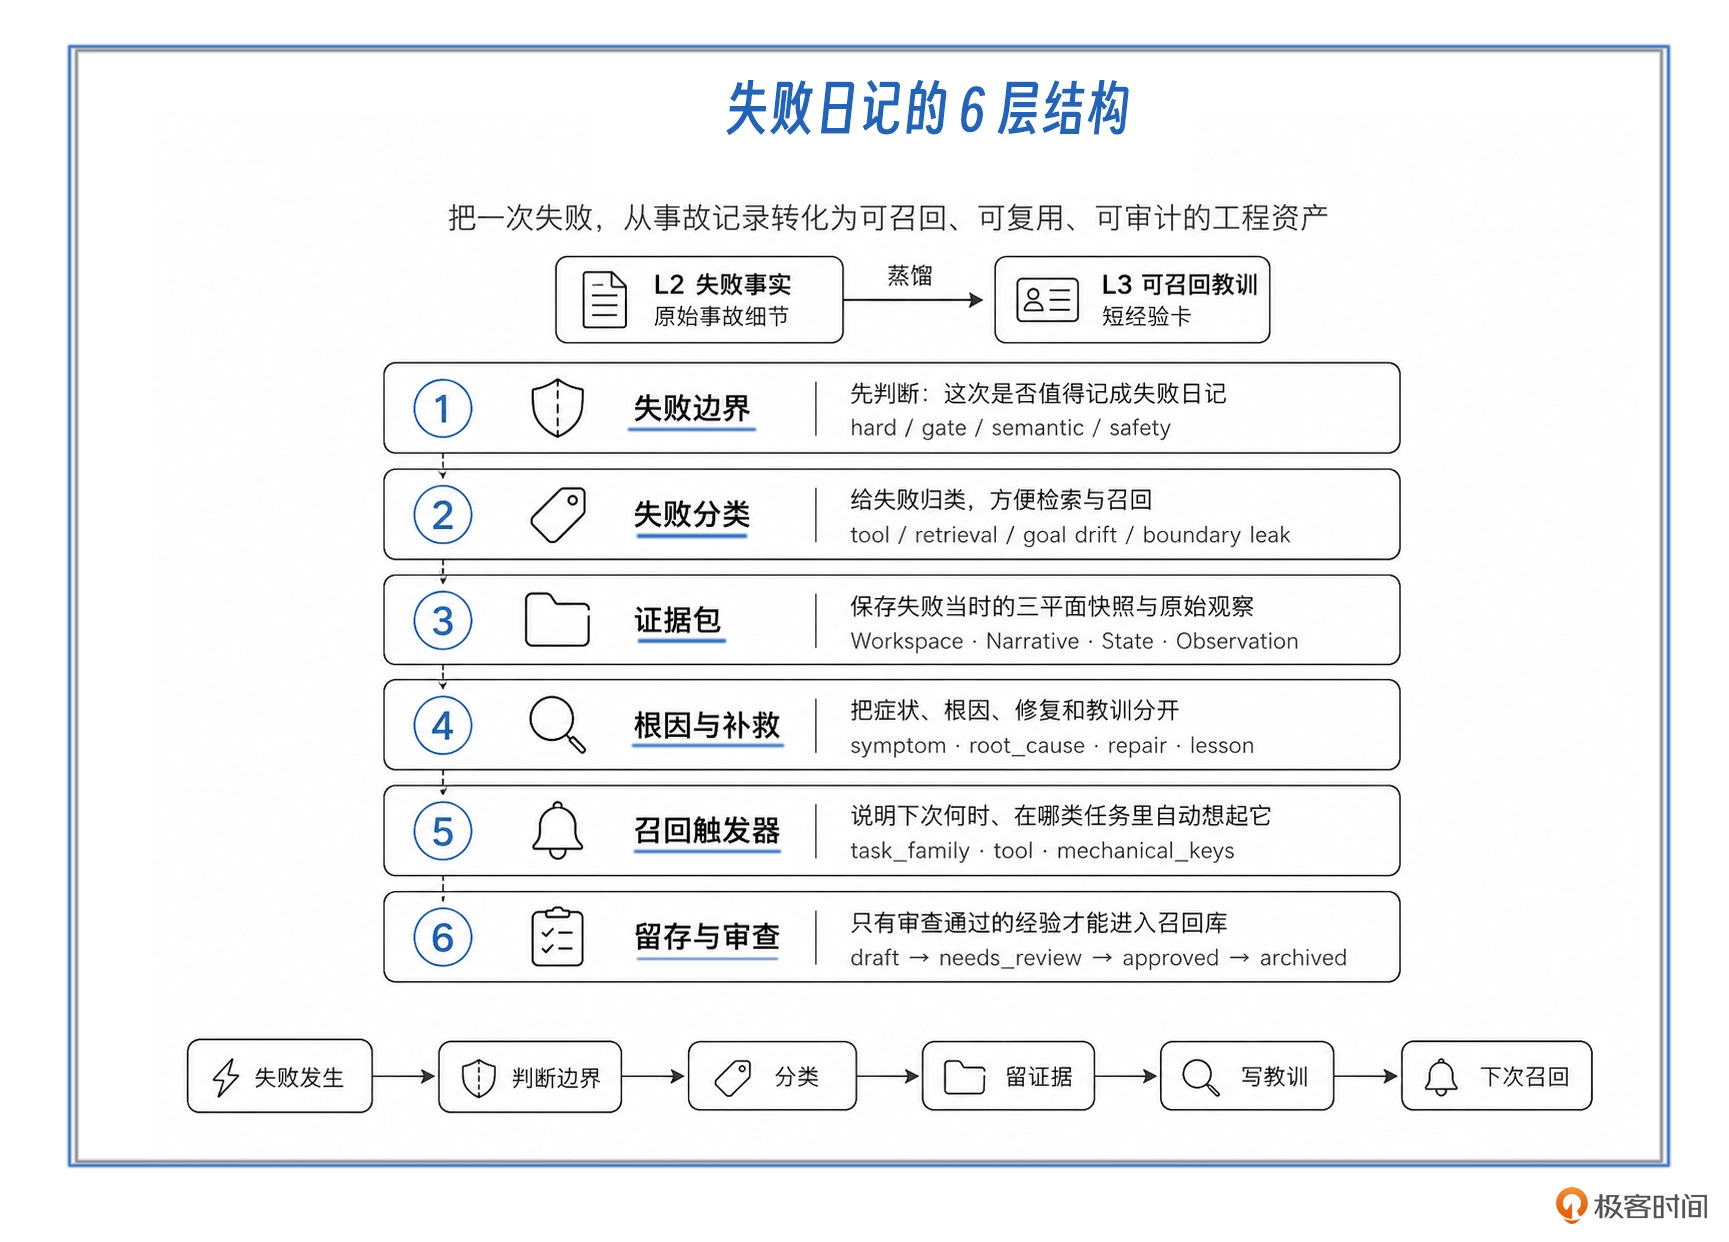 失败日记的 6 层结构
把一次失败，从事故记录转化为可召回、可复用、可审计的工程资产
L2 失败事实
原始事故细节
蒸馏
L3 可召回教训
短经验卡
1
失败边界
先判断：这次是否值得记成失败日记
hard / gate / semantic / safety
2
失败分类
给失败归类，方便检索与召回
tool / retrieval / goal drift / boundary leak
3
证据包
保存失败当时的三平面快照与原始观察
Workspace · Narrative · State · Observation
4
根因与补救
把症状、根因、修复和教训分开
symptom · root_cause · repair · lesson
5
召回触发器
说明下次何时、在哪类任务里自动想起它
task_family · tool · mechanical_keys
6
留存与审查
只有审查通过的经验才能进入召回库
draft → needs_review → approved → archived
失败发生
判断边界
分类
留证据
写教训
下次召回
极客时间